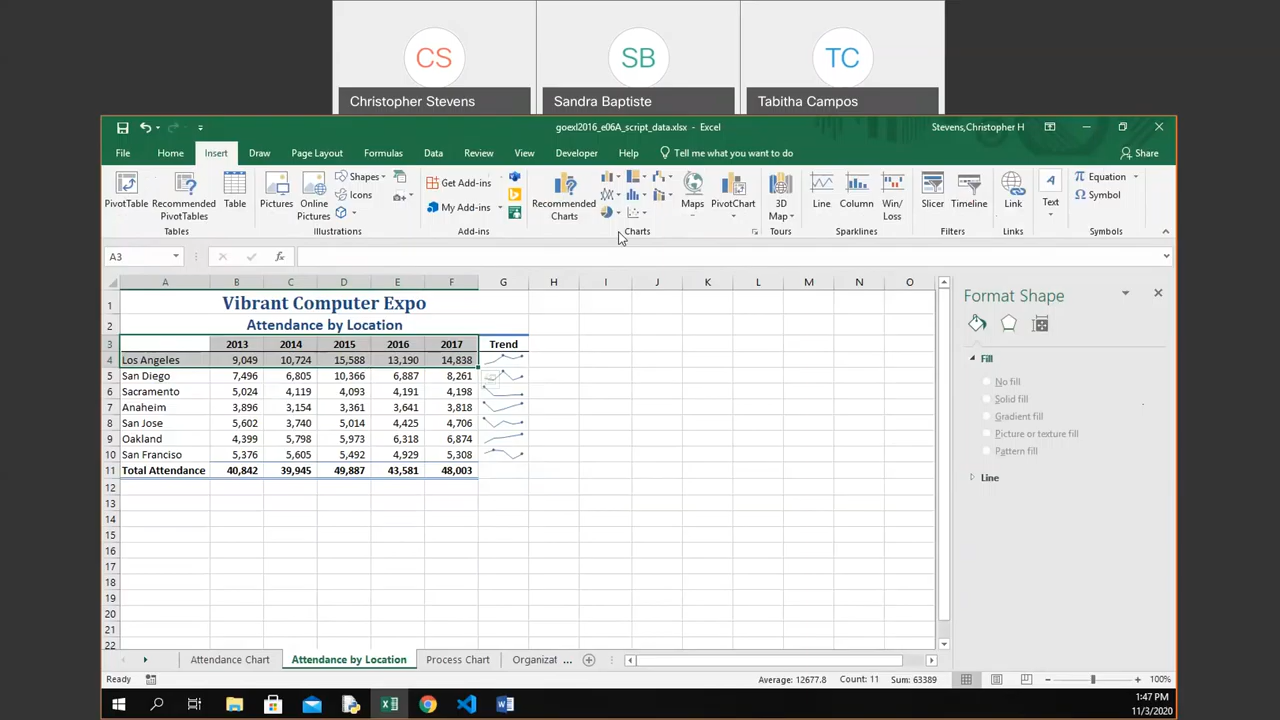 CS SB TC
Christopher Stevens Sandra Baptiste Tabitha Campos
goexl2016_e06A_script_data.xlsx - Excel Stevens,Christopher H
File Home Insert Draw Page Layout Formulas Data Review View Developer Help Tell me what you want to do Share
PivotTable Recommended PivotTables Table Pictures Online Pictures Shapes Icons Get Add-ins My Add-ins Recommended Charts Maps PivotChart 3D Map Line Column Win/Loss Slicer Timeline Link Text Equation Symbol
Tables Illustrations Add-ins Charts Tours Sparklines Filters Links Symbols
A3 fx
A B C D E F G H I J K L M N O
1 Vibrant Computer Expo
2 Attendance by Location
3 2013 2014 2015 2016 2017 Trend
4 Los Angeles 9,049 10,724 15,588 13,190 14,838
5 San Diego 7,496 6,805 10,366 6,887 8,261
6 Sacramento 5,024 4,119 4,093 4,191 4,198
7 Anaheim 3,896 3,154 3,361 3,641 3,818
8 San Jose 5,602 3,740 5,014 4,425 4,706
9 Oakland 4,399 5,798 5,973 6,318 6,874
10 San Franciso 5,376 5,605 5,492 4,929 5,308
11 Total Attendance 40,842 39,945 49,887 43,581 48,003
12
13
14
15
16
17
18
19
20
21
22
Format Shape
Fill
No fill
Solid fill
Gradient fill
Picture or texture fill
Pattern fill
Line
Attendance Chart Attendance by Location Process Chart Organizat ...
Ready Average: 12677.8 Count: 11 Sum: 63389 100%
1:47 PM
11/3/2020